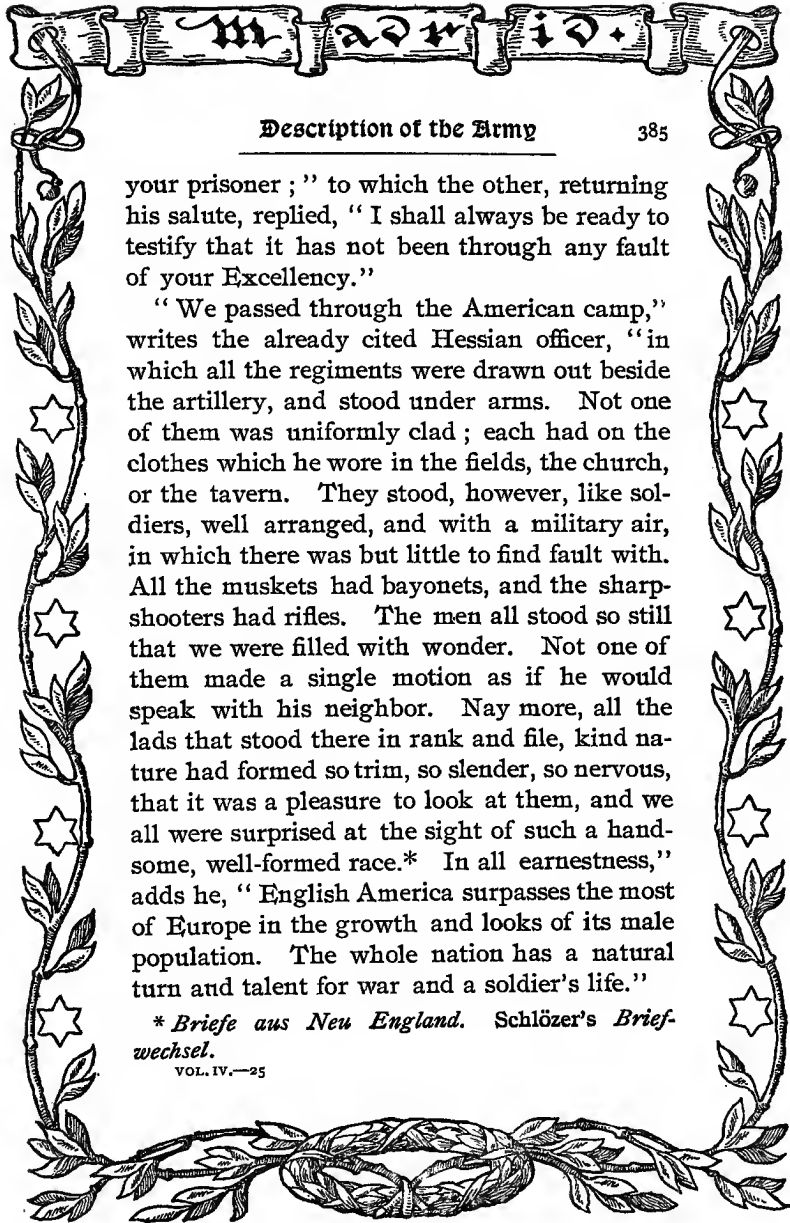 Madrid.
Description of the Army 385
your prisoner ; " to which the other, returning
his salute, replied, " I shall always be ready to
testify that it has not been through any fault
of your Excellency."
" We passed through the American camp,"
writes the already cited Hessian officer, " in
which all the regiments were drawn out beside
the artillery, and stood under arms. Not one
of them was uniformly clad ; each had on the
clothes which he wore in the fields, the church,
or the tavern. They stood, however, like sol-
diers, well arranged, and with a military air,
in which there was but little to find fault with.
All the muskets had bayonets, and the sharp-
shooters had rifles. The men all stood so still
that we were filled with wonder. Not one of
them made a single motion as if he would
speak with his neighbor. Nay more, all the
lads that stood there in rank and file, kind na-
ture had formed so trim, so slender, so nervous,
that it was a pleasure to look at them, and we
all were surprised at the sight of such a hand-
some, well-formed race.* In all earnestness,"
adds he, " English America surpasses the most
of Europe in the growth and looks of its male
population. The whole nation has a natural
turn and talent for war and a soldier's life."
* Briefe aus Neu England. Schlözer's Brief-
wechsel.
VOL. IV.—25